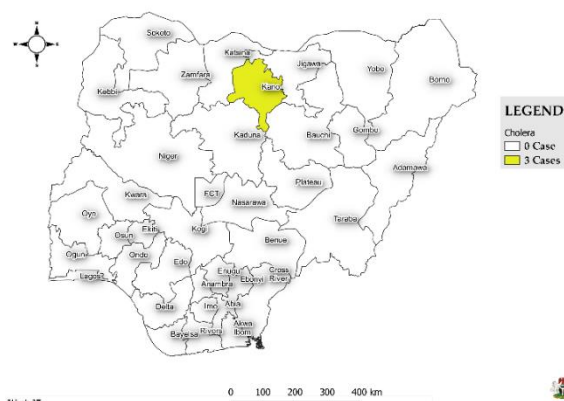 Sokoto
Katsina
Jigawa
Yobe
Borno
Zamfara
Kebbi
Kano
LEGEND
Cholera
0 Case
3 Cases
Kaduna
Bauchi
Gombe
Niger
Adamawa
Plateau
FCT
Nasarawa
Kwara
Taraba
Oyo
Kogi
Osun
Ekiti
Benue
Ogun
Ondo
Edo
Lagos
Enugu
Cross
River
Anambra
Ebonyi
Delta
Imo
Abia
Akwa
Ibom
Bayelsa
Rivers
0 100 200 300 400 km